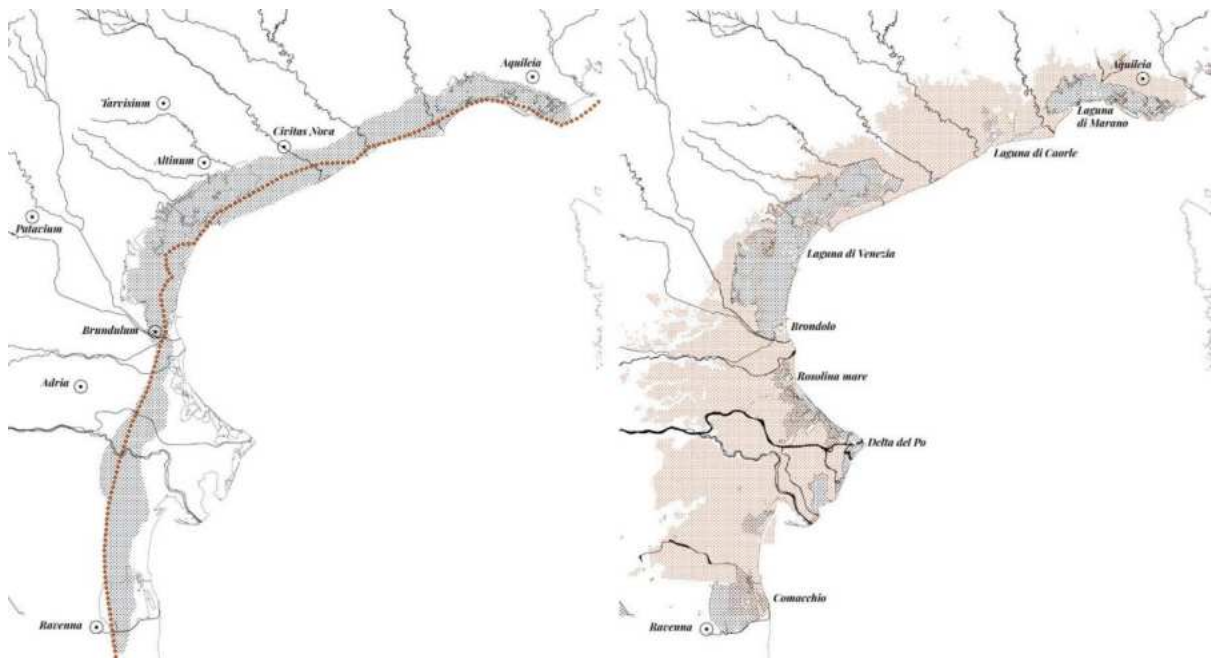 Aquileia
Tarvisium
Civitas Nova
Altinum
Patavium
Brundulum
Adria
Ravenna
Aquileia
Laguna
di Marano
Laguna di Caorle
Laguna di Venezia
Brondolo
Rosolina mare
Delta del Po
Comacchio
Ravenna